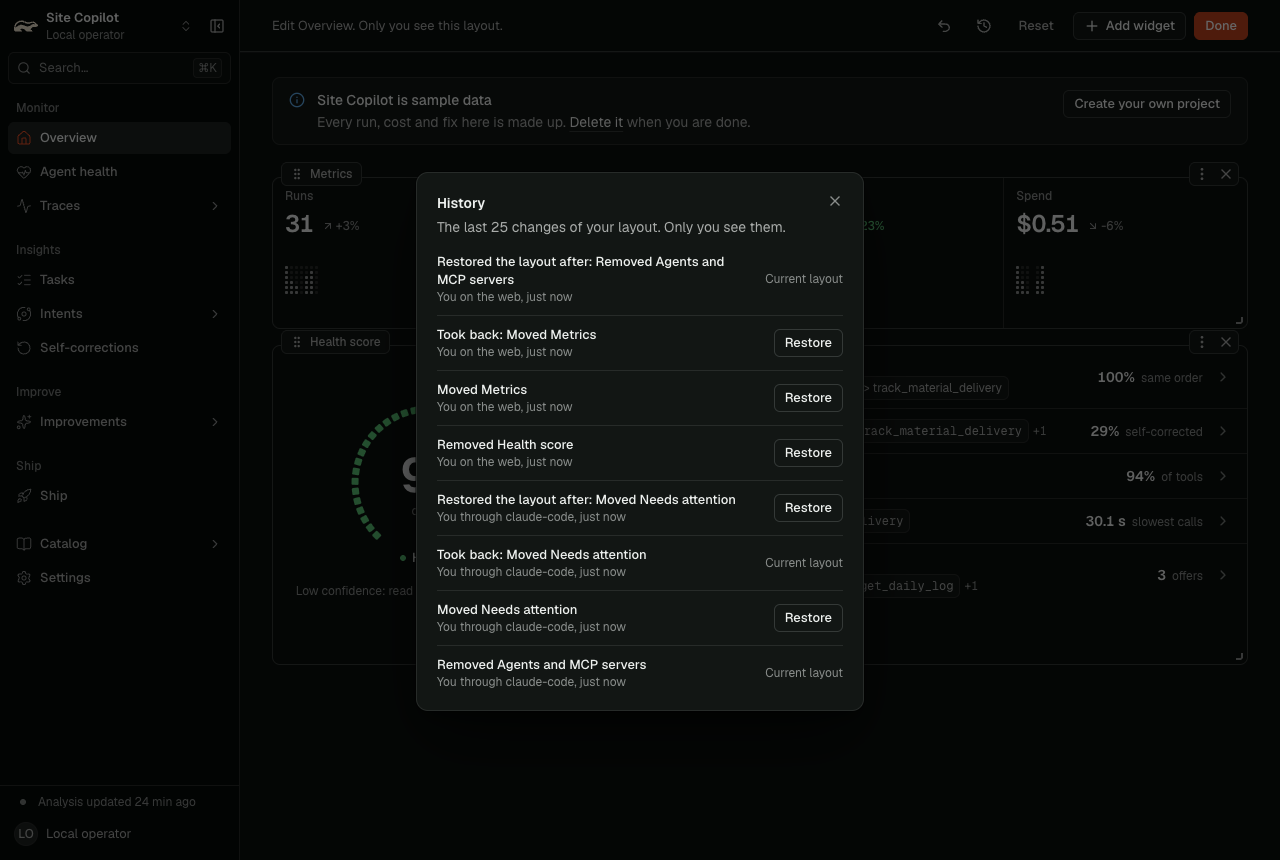 Site Copilot
Local operator
Search...
⌘K
Monitor
Overview
Agent health
Traces
Insights
Tasks
Intents
Self-corrections
Improve
Improvements
Ship
Ship
Catalog
Settings
Analysis updated 24 min ago
LO Local operator
Edit Overview. Only you see this layout.
Reset
Add widget
Done
Site Copilot is sample data
Every run, cost and fix here is made up. Delete it when you are done.
Create your own project
Metrics
Runs
31 +3%
23%
Spend
$0.51 -6%
Health score
Low confidence: read
> track_material_delivery
100% same order
track_material_delivery +1
29% self-corrected
94% of tools
30.1 s slowest calls
get_daily_log +1
3 offers
History
The last 25 changes of your layout. Only you see them.
Restored the layout after: Removed Agents and
MCP servers
You on the web, just now
Current layout
Took back: Moved Metrics
You on the web, just now
Restore
Moved Metrics
You on the web, just now
Restore
Removed Health score
You on the web, just now
Restore
Restored the layout after: Moved Needs attention
You through claude-code, just now
Restore
Took back: Moved Needs attention
You through claude-code, just now
Current layout
Moved Needs attention
You through claude-code, just now
Restore
Removed Agents and MCP servers
You through claude-code, just now
Current layout